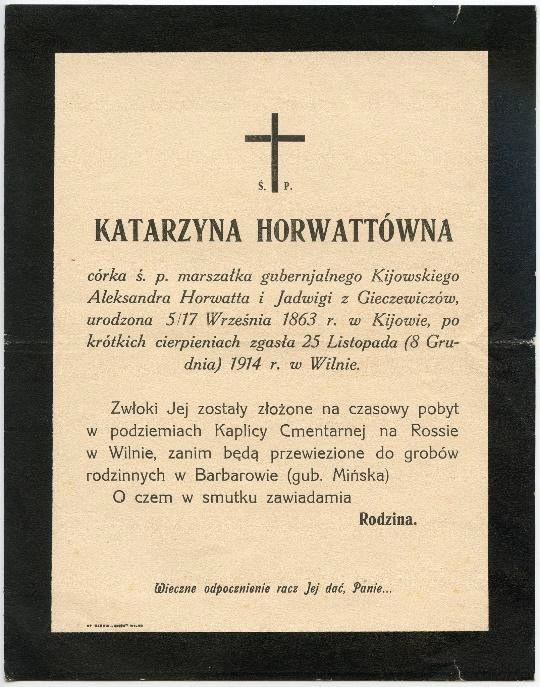 Ś. P.
KATARZYNA HORWATTÓWNA
córka ś. p. marszałka gubernjalnego Kijowskiego
Aleksandra Horwatta i Jadwigi z Gieczewiczów,
urodzona 5/17 Września 1863 r. w Kijowie, po
krótkich cierpieniach zgasła 25 Listopada (8 Gru-
dnia) 1914 r. w Wilnie.
Zwłoki Jej zostały złożone na czasowy pobyt
w podziemiach Kaplicy Cmentarnej na Rossie
w Wilnie, zanim będą przewiezione do grobów
rodzinnych w Barbarowie (gub. Mińska)
O czem w smutku zawiadamia
Rodzina.
Wieczne odpocznienie racz Jej dać, Panie...